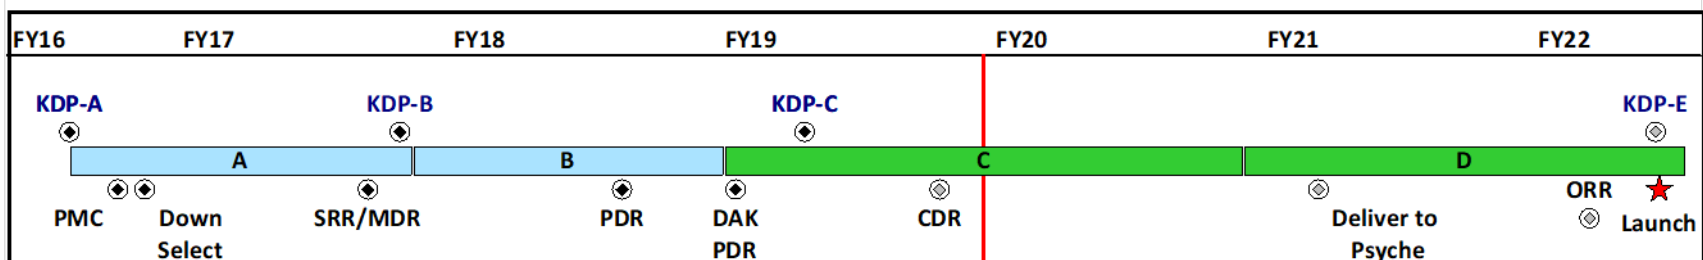 FY16 FY17 FY18 FY19 FY20 FY21 FY22
KDP-A KDP-B KDP-C KDP-E
A B C D
ORR
PMC Down SRR/MDR PDR DAK CDR Deliver to Launch
Select PDR Psyche